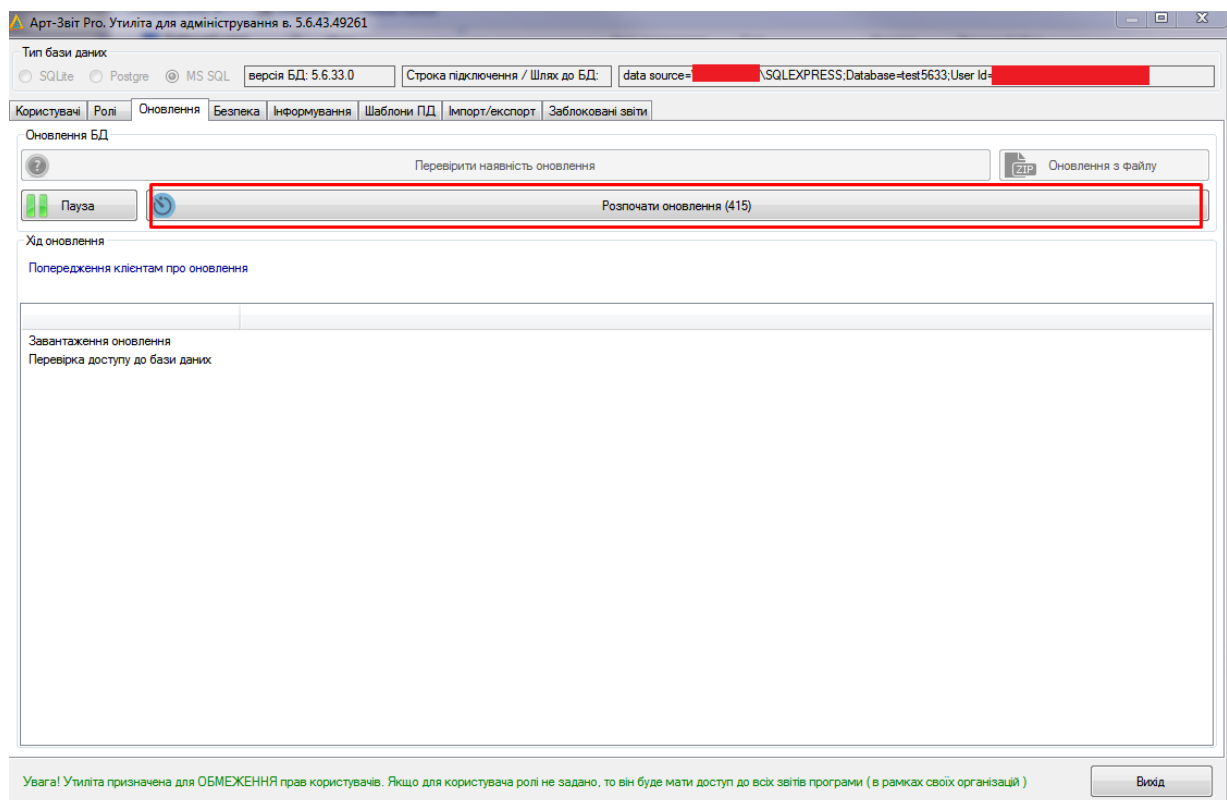 Арт-Звіт Pro. Утиліта для адміністрування в. 5.6.43.49261
Тип бази даних
SQLite Postgre MS SQL версія БД: 5.6.33.0 Строка підключення / Шлях до БД: data source= \SQLEXPRESS;Database=test5633;User Id=
Користувачі Ролі Оновлення Безпека Інформування Шаблони ПД Імпорт/експорт Заблоковані звіти
Оновлення БД
Перевірити наявність оновлення ZIP Оновлення з файлу
Пауза Розпочати оновлення (415)
Хід оновлення
Попередження клієнтам про оновлення
Завантаження оновлення
Перевірка доступу до бази даних
Увага! Утиліта призначена для ОБМЕЖЕННЯ прав користувачів. Якщо для користувача ролі не задано, то він буде мати доступ до всіх звітів програми ( в рамках своїх організацій ) Вихід